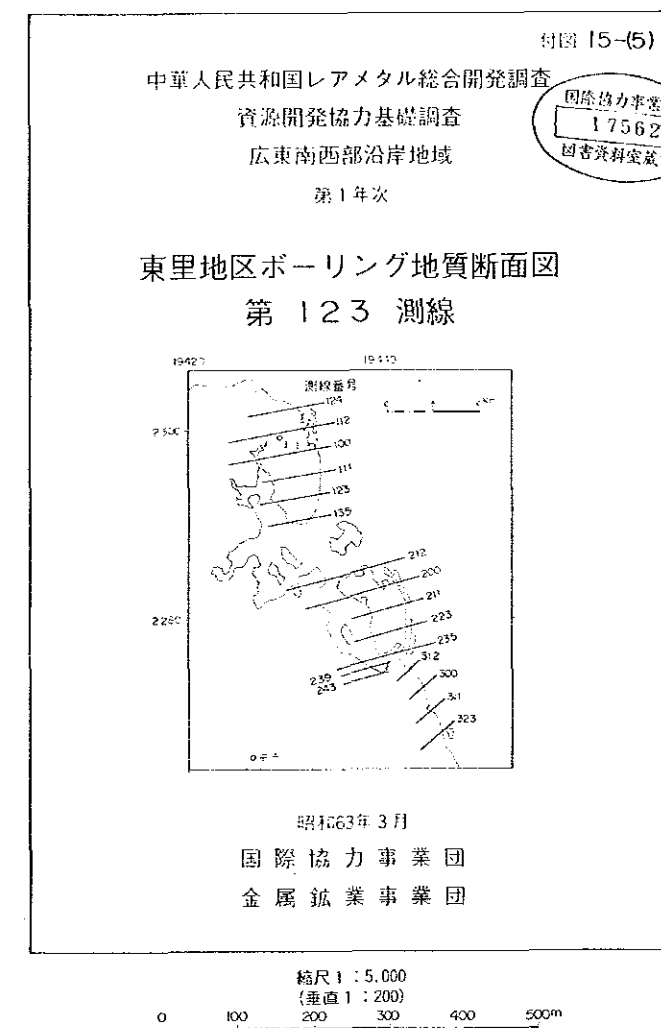 付図 15-(5)
中華人民共和国レアメタル総合開発調査
資源開発協力基礎調査
広東南西部沿岸地域
第1年次
国際協力事業
17562
図書資料室蔵
東里地区ボーリング地質断面図
第 123 測線
測線番号
124
112
2300
100
111
123
135
212
200
211
2280
223
235
312
239
300
243
311
323
昭和63年3月
国際協力事業団
金属鉱業事業団
縮尺 1 : 5,000
(垂直 1 : 200)
0 100 200 300 400 500m